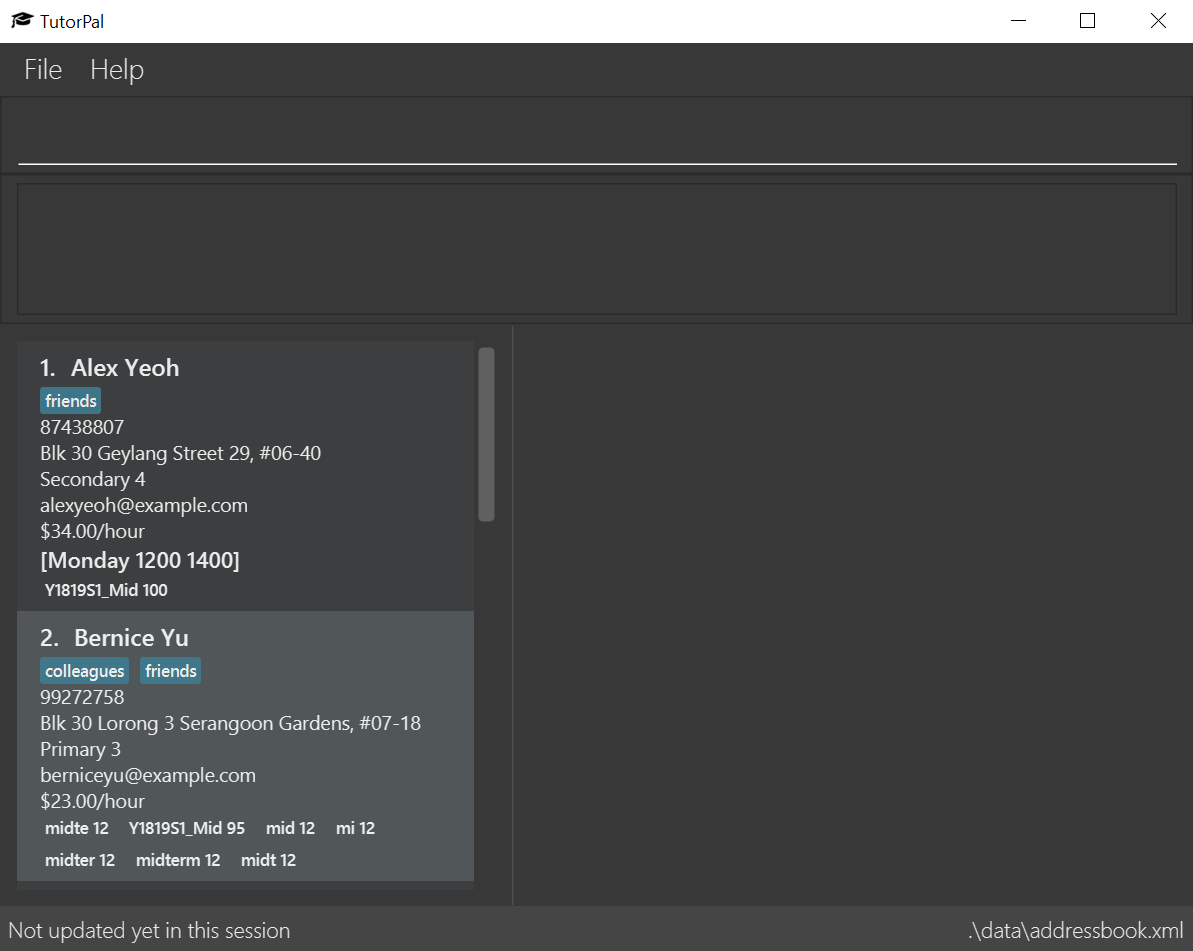 TutorPal
File Help
1. Alex Yeoh
friends
87438807
Blk 30 Geylang Street 29, #06-40
Secondary 4
alexyeoh@example.com
$34.00/hour
[Monday 1200 1400]
Y1819S1_Mid 100
2. Bernice Yu
colleagues friends
99272758
Blk 30 Lorong 3 Serangoon Gardens, #07-18
Primary 3
berniceyu@example.com
$23.00/hour
midte 12 Y1819S1_Mid 95 mid 12 mi 12
midter 12 midterm 12 midt 12
Not updated yet in this session .\data\addressbook.xml